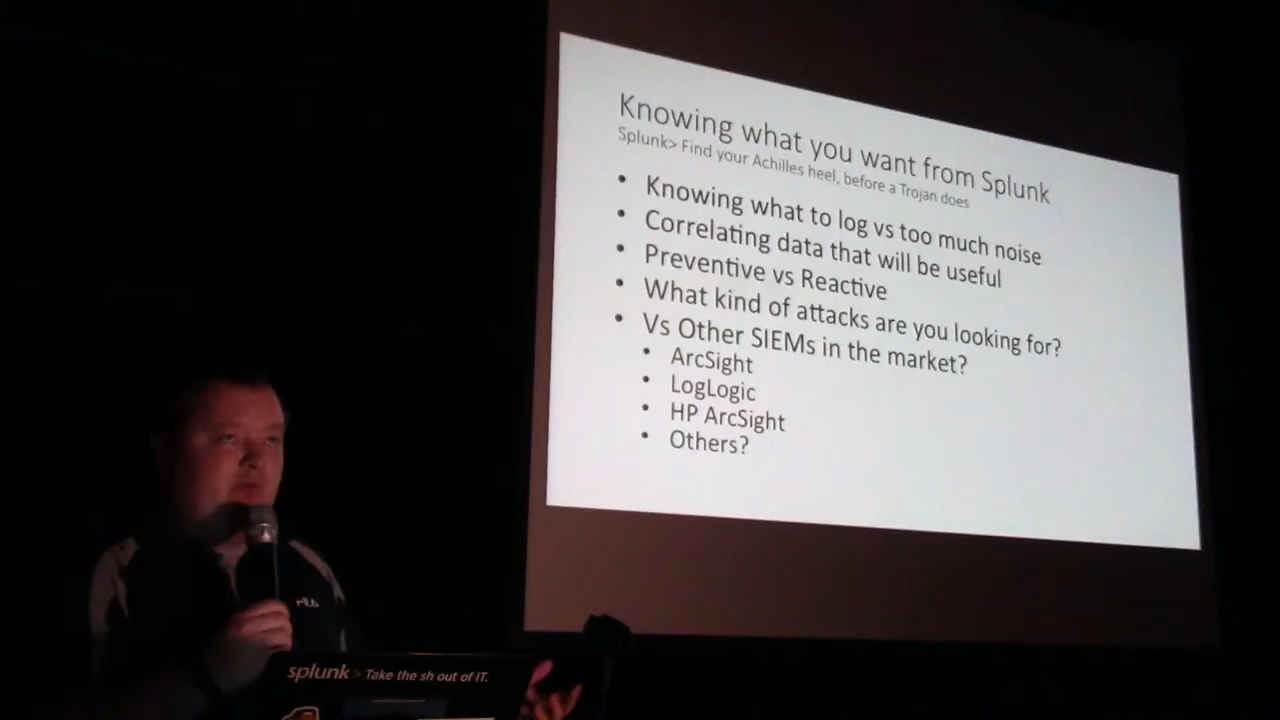 Knowing what you want from Splunk
Splunk> Find your Achilles heel, before a Trojan does
• Knowing what to log vs too much noise
• Correlating data that will be useful
• Preventive vs Reactive
• What kind of attacks are you looking for?
• Vs Other SIEMs in the market?
• ArcSight
• LogLogic
• HP ArcSight
• Others?
FILA
splunk> Take the sh out of IT.